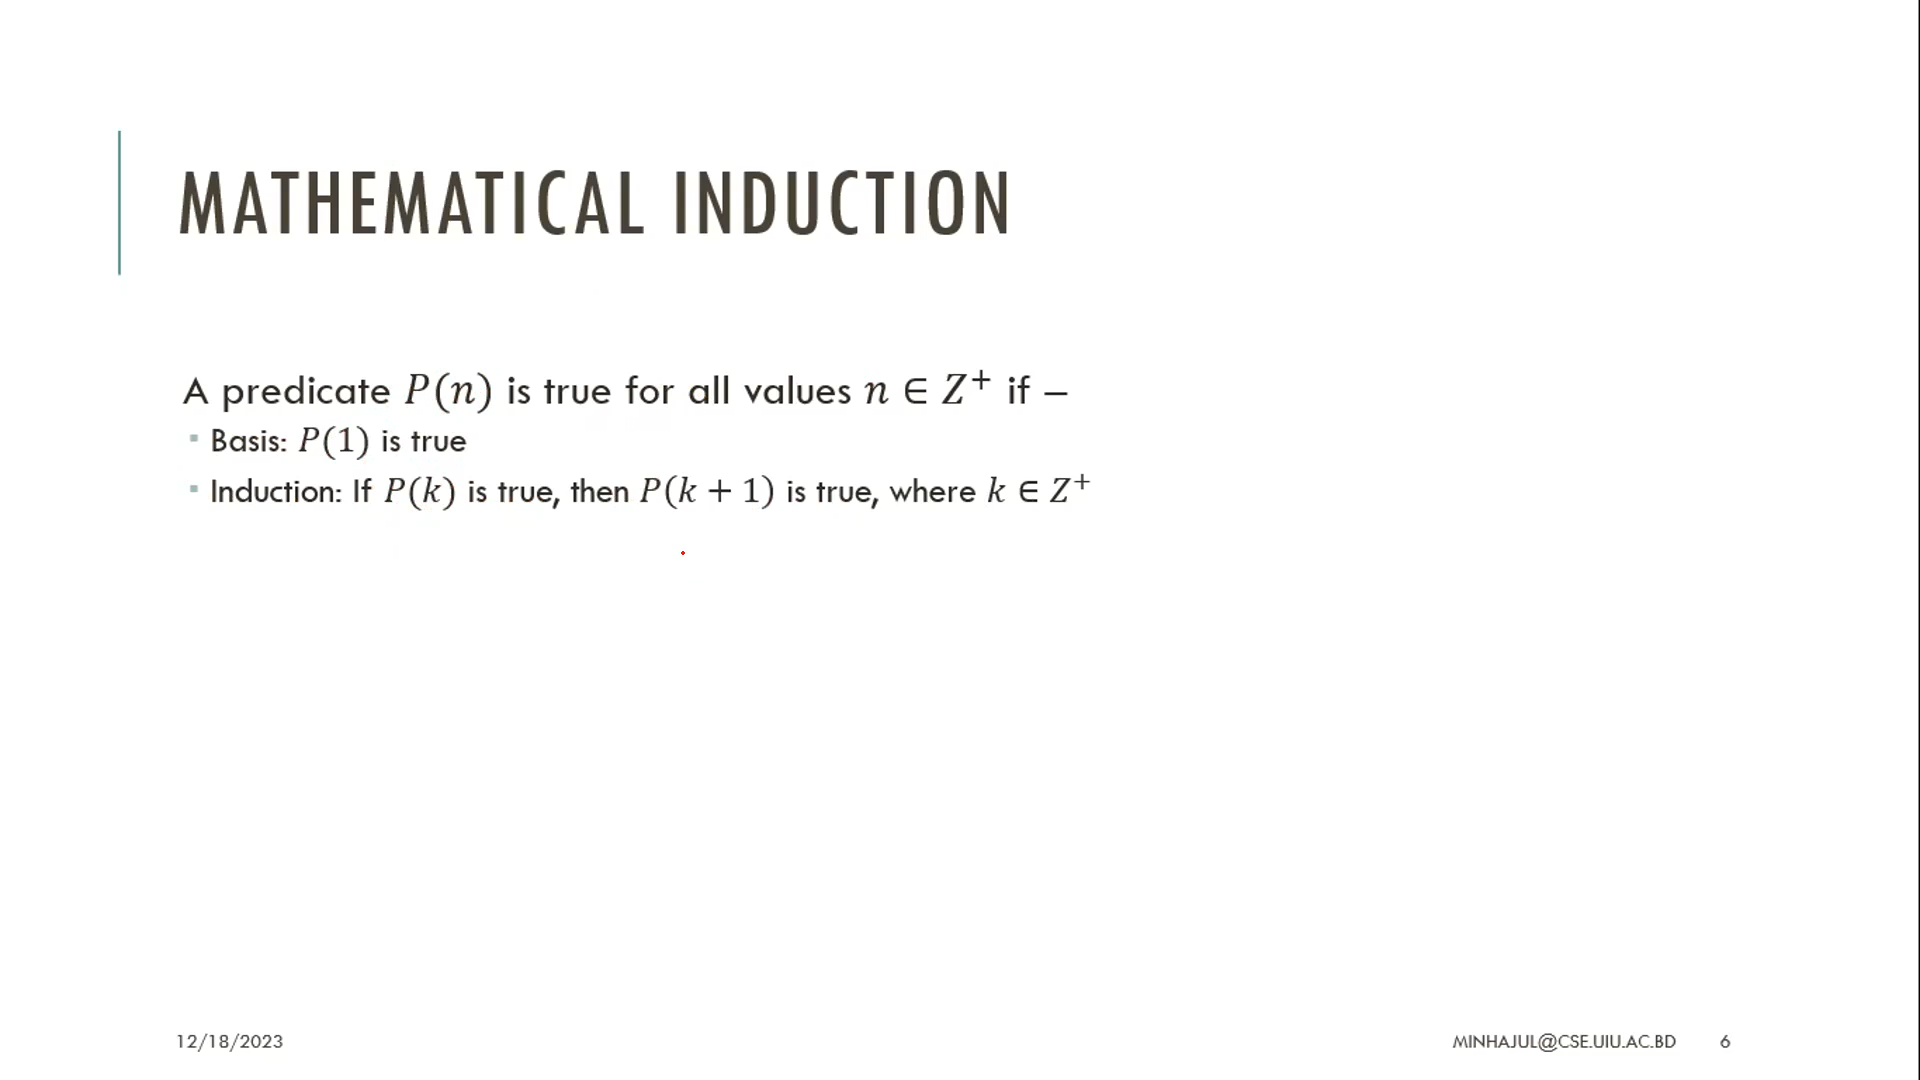 MATHEMATICAL INDUCTION
A predicate P(n) is true for all values n ∈ Z⁺ if –
▪ Basis: P(1) is true
▪ Induction: If P(k) is true, then P(k + 1) is true, where k ∈ Z⁺
12/18/2023 MINHAJUL@CSE.UIU.AC.BD 6